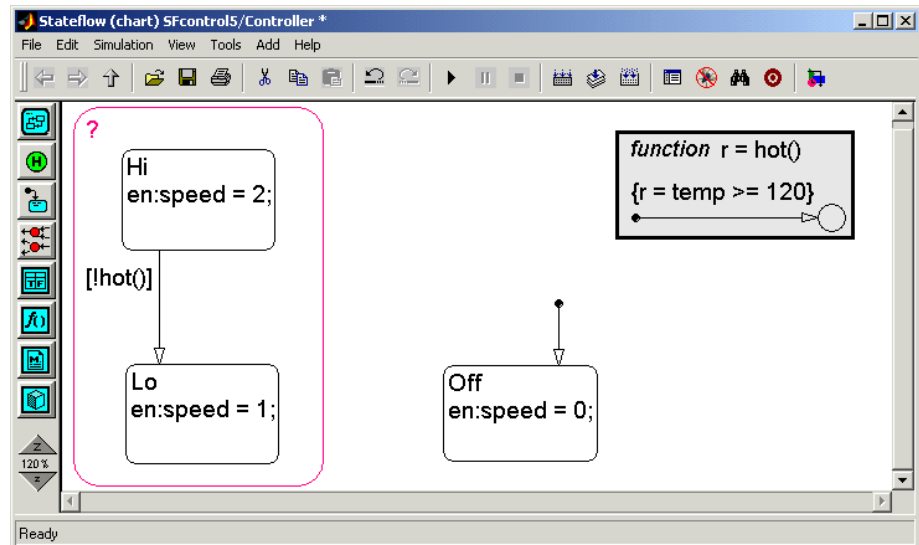 Stateflow (chart) SFcontrol5/Controller *
File Edit Simulation View Tools Add Help
?
Hi
en:speed = 2;
[!hot()]
Lo
en:speed = 1;
function r = hot()
{r = temp >= 120}
Off
en:speed = 0;
H
TF
f()
M
Z
120 %
z
Ready